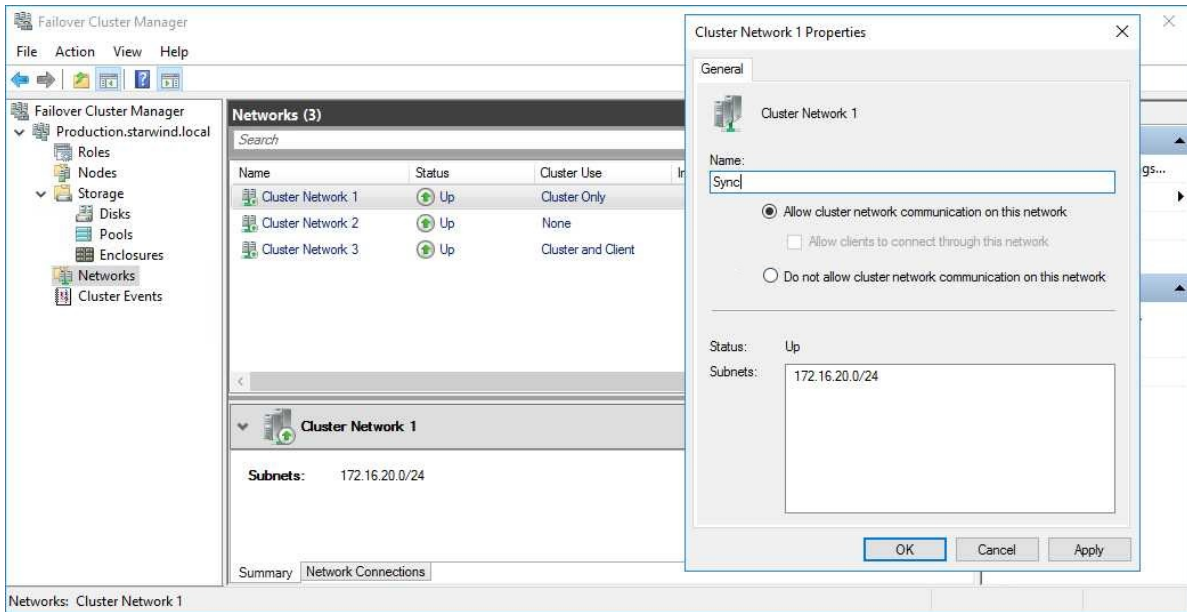 Failover Cluster Manager
File Action View Help
Failover Cluster Manager
Production.starwind.local
Roles
Nodes
Storage
Disks
Pools
Enclosures
Networks
Cluster Events
Networks (3)
Search
Name Status Cluster Use
Cluster Network 1 Up Cluster Only
Cluster Network 2 Up None
Cluster Network 3 Up Cluster and Client
Cluster Network 1
Subnets: 172.16.20.0/24
Summary Network Connections
Networks: Cluster Network 1
Cluster Network 1 Properties
General
Cluster Network 1
Name:
Sync
Allow cluster network communication on this network
Allow clients to connect through this network
Do not allow cluster network communication on this network
Status: Up
Subnets: 172.16.20.0/24
OK Cancel Apply
gs...